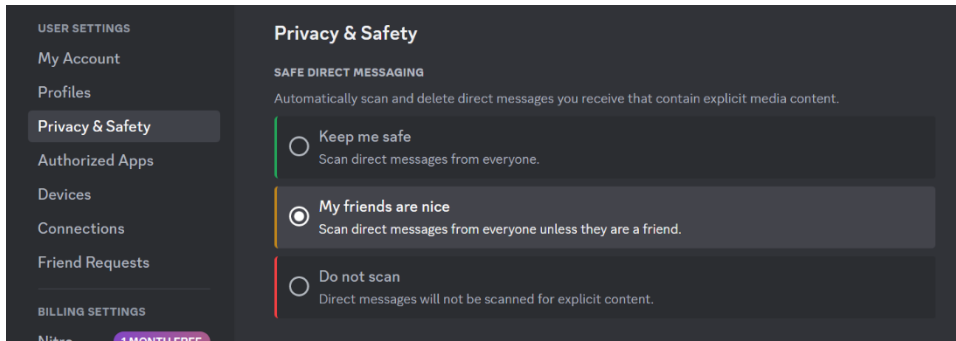 USER SETTINGS
My Account
Profiles
Privacy & Safety
Authorized Apps
Devices
Connections
Friend Requests
BILLING SETTINGS
Nitro
1 MONTH FREE
Privacy & Safety
SAFE DIRECT MESSAGING
Automatically scan and delete direct messages you receive that contain explicit media content.
Keep me safe
Scan direct messages from everyone.
My friends are nice
Scan direct messages from everyone unless they are a friend.
Do not scan
Direct messages will not be scanned for explicit content.